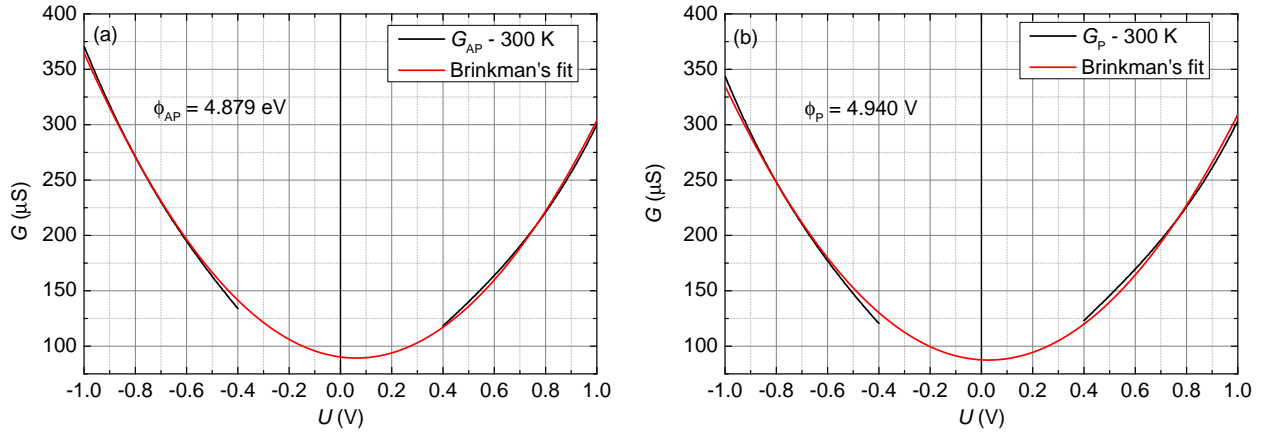 (a)
G_AP - 300 K
Brinkman's fit
ϕ_AP = 4.879 eV
400
350
300
250
200
150
100
G (μS)
-1.0 -0.8 -0.6 -0.4 -0.2 0.0 0.2 0.4 0.6 0.8 1.0
U (V)
(b)
G_P - 300 K
Brinkman's fit
ϕ_P = 4.940 V
400
350
300
250
200
150
100
G (μS)
-1.0 -0.8 -0.6 -0.4 -0.2 0.0 0.2 0.4 0.6 0.8 1.0
U (V)